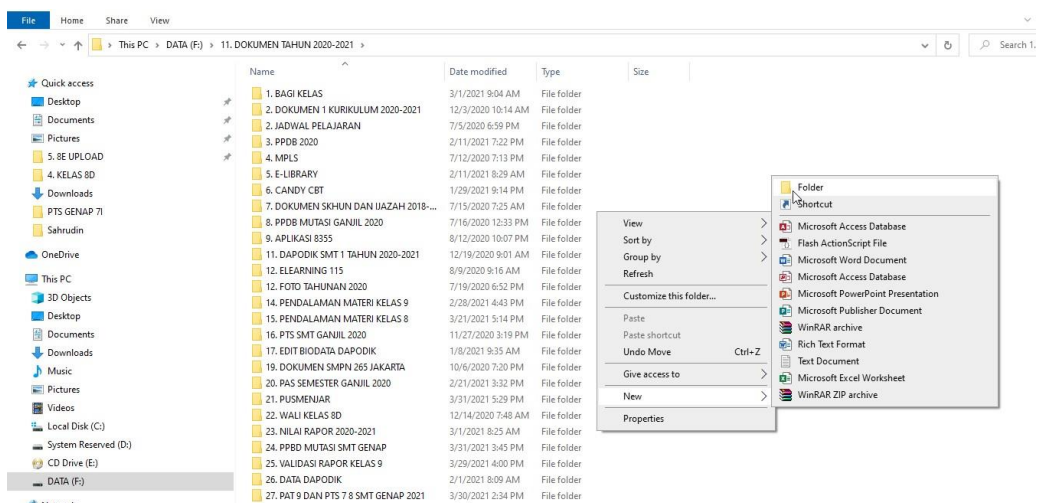 File Home Share View
This PC > DATA (F:) > 11. DOKUMEN TAHUN 2020-2021 >
Search 1.
Quick access
Desktop
Documents
Pictures
5. 8E UPLOAD
4. KELAS 8D
Downloads
PTS GENAP 7I
Sahrudin
OneDrive
This PC
3D Objects
Desktop
Documents
Downloads
Music
Pictures
Videos
Local Disk (C:)
System Reserved (D:)
CD Drive (E:)
DATA (F:)
Name Date modified Type Size
1. BAGI KELAS 3/1/2021 9:04 AM File folder
2. DOKUMEN 1 KURIKULUM 2020-2021 12/3/2020 10:14 AM File folder
2. JADWAL PELAJARAN 7/5/2020 6:59 PM File folder
3. PPDB 2020 2/11/2021 7:22 PM File folder
4. MPLS 7/12/2020 7:13 PM File folder
5. E-LIBRARY 2/11/2021 8:29 AM File folder
6. CANDY CBT 1/29/2021 9:14 PM File folder
7. DOKUMEN SKHUN DAN IJAZAH 2018-... 7/15/2020 7:25 AM File folder
8. PPDB MUTASI GANJIL 2020 7/16/2020 12:33 PM File folder
9. APLIKASI 8355 8/12/2020 10:07 PM File folder
11. DAPODIK SMT 1 TAHUN 2020-2021 12/19/2020 9:01 AM File folder
12. ELEARNING 115 8/9/2020 9:16 AM File folder
12. FOTO TAHUNAN 2020 7/19/2020 6:52 PM File folder
14. PENDALAMAN MATERI KELAS 9 2/28/2021 4:43 PM File folder
15. PENDALAMAN MATERI KELAS 8 3/21/2021 5:14 PM File folder
16. PTS SMT GANJIL 2020 11/27/2020 3:19 PM File folder
17. EDIT BIODATA DAPODIK 1/8/2021 9:35 AM File folder
19. DOKUMEN SMPN 265 JAKARTA 10/6/2020 7:20 PM File folder
20. PAS SEMESTER GANJIL 2020 2/21/2021 3:32 PM File folder
21. PUSMENJAR 3/31/2021 5:29 PM File folder
22. WALI KELAS 8D 12/14/2020 7:48 AM File folder
23. NILAI RAPOR 2020-2021 3/1/2021 8:25 AM File folder
24. PPBD MUTASI SMT GENAP 3/31/2021 3:45 PM File folder
25. VALIDASI RAPOR KELAS 9 3/29/2021 4:00 PM File folder
26. DATA DAPODIK 2/1/2021 8:09 AM File folder
27. PAT 9 DAN PTS 7 8 SMT GENAP 2021 3/30/2021 2:34 PM File folder
View
Sort by
Group by
Refresh
Customize this folder...
Paste
Paste shortcut
Undo Move Ctrl+Z
Give access to
New
Properties
Folder
Shortcut
Microsoft Access Database
Flash ActionScript File
Microsoft Word Document
Microsoft Access Database
Microsoft PowerPoint Presentation
Microsoft Publisher Document
WinRAR archive
Rich Text Format
Text Document
Microsoft Excel Worksheet
WinRAR ZIP archive